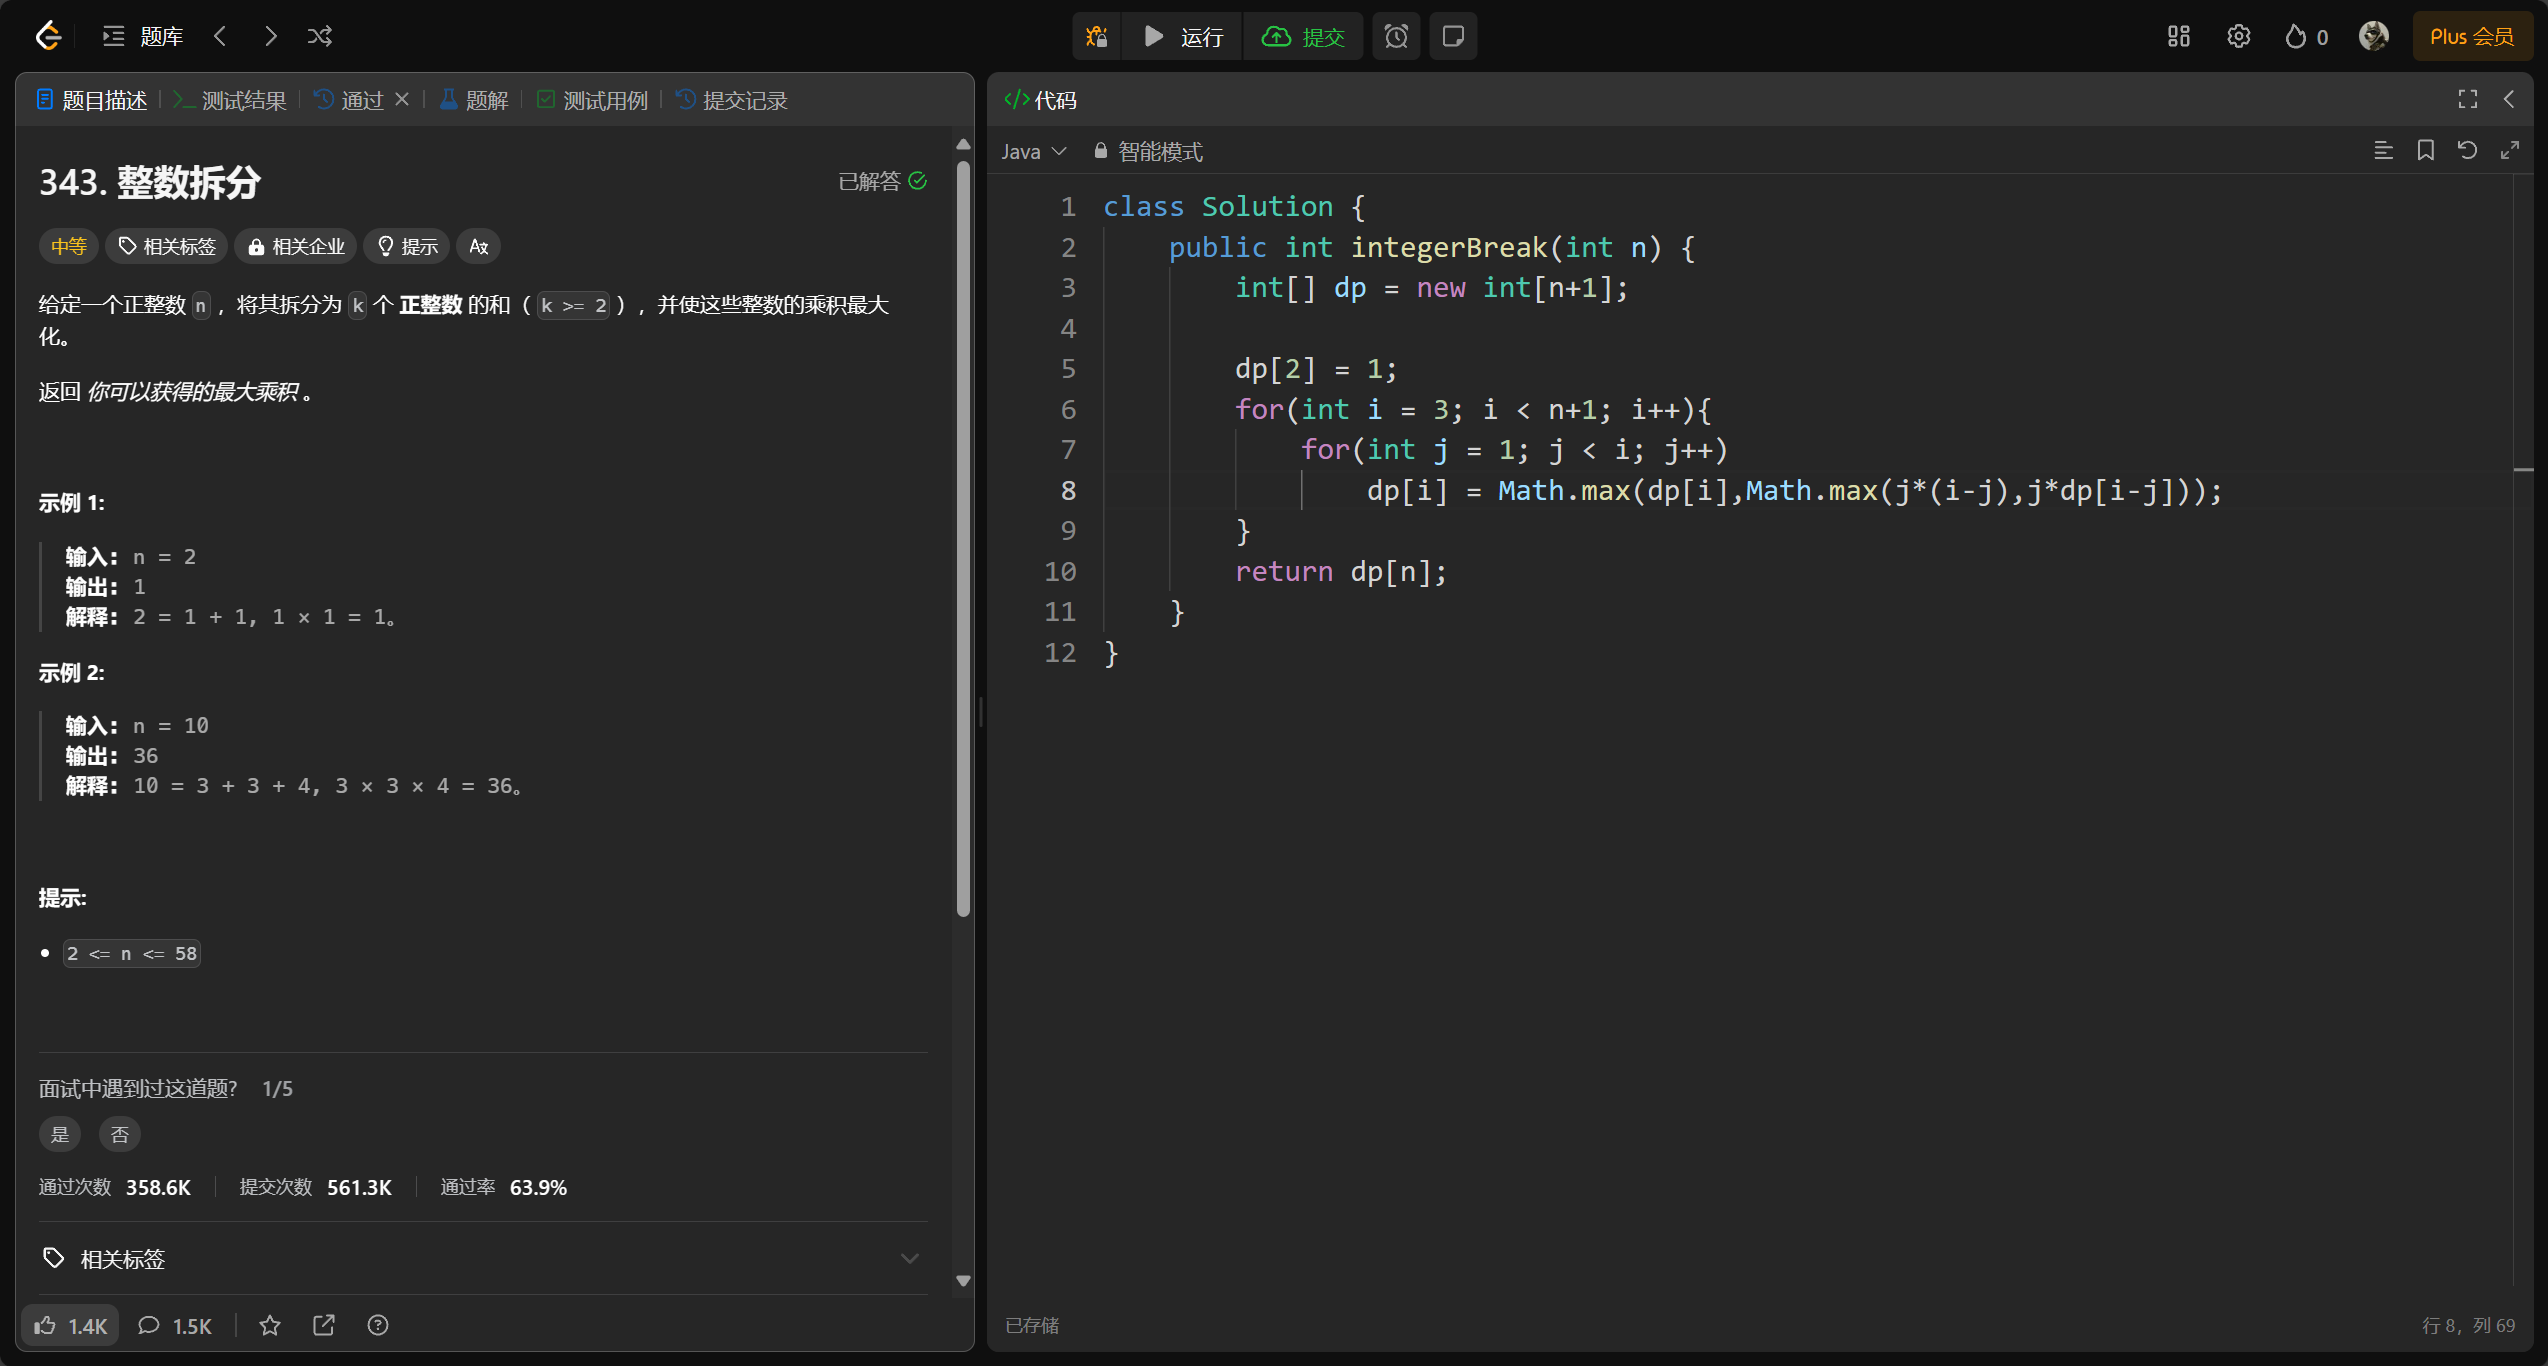 题库
运行
提交
0
Plus 会员
题目描述
测试结果
通过
题解
测试用例
提交记录
343. 整数拆分
已解答
中等
相关标签
相关企业
提示
给定一个正整数 n ，将其拆分为 k 个 正整数 的和（ k >= 2 ），并使这些整数的乘积最大
化。
返回 你可以获得的最大乘积 。
示例 1:
输入: n = 2
输出: 1
解释: 2 = 1 + 1, 1 × 1 = 1。
示例 2:
输入: n = 10
输出: 36
解释: 10 = 3 + 3 + 4, 3 × 3 × 4 = 36。
提示:
2 <= n <= 58
面试中遇到过这道题? 1/5
是 否
通过次数 358.6K 提交次数 561.3K 通过率 63.9%
相关标签
1.4K 1.5K
</> 代码
Java 智能模式
1 class Solution {
2 public int integerBreak(int n) {
3 int[] dp = new int[n+1];
4
5 dp[2] = 1;
6 for(int i = 3; i < n+1; i++){
7 for(int j = 1; j < i; j++)
8 dp[i] = Math.max(dp[i],Math.max(j*(i-j),j*dp[i-j]));
9 }
10 return dp[n];
11 }
12 }
已存储
行 8, 列 69